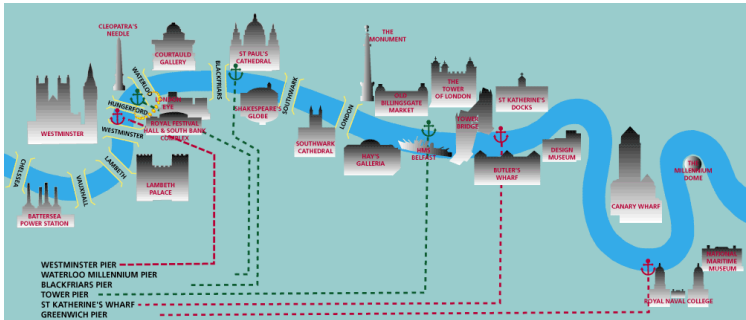 CLEOPATRA'S
NEEDLE
COURTAULD
GALLERY
ST PAUL'S
CATHEDRAL
THE
MONUMENT
WATERLOO
BLACKFRIARS
SOUTHWARK
LONDON
HUNGERFORD
LONDON
EYE
WESTMINSTER
WESTMINSTER
ROYAL FESTIVAL
HALL & SOUTH BANK
COMPLEX
SHAKESPEARE'S
GLOBE
OLD
BILLINGSGATE
MARKET
THE
TOWER
OF LONDON
ST KATHERINE'S
DOCKS
TOWER
BRIDGE
SOUTHWARK
CATHEDRAL
HAY'S
GALLERIA
HMS
BELFAST
BUTLER'S
WHARF
DESIGN
MUSEUM
CHELSEA
VAUXHALL
LAMBETH
LAMBETH
PALACE
BATTERSEA
POWER STATION
CANARY WHARF
THE
MILLENNIUM
DOME
NATIONAL
MARITIME
MUSEUM
ROYAL NAVAL COLLEGE
WESTMINSTER PIER
WATERLOO MILLENNIUM PIER
BLACKFRIARS PIER
TOWER PIER
ST KATHERINE'S WHARF
GREENWICH PIER